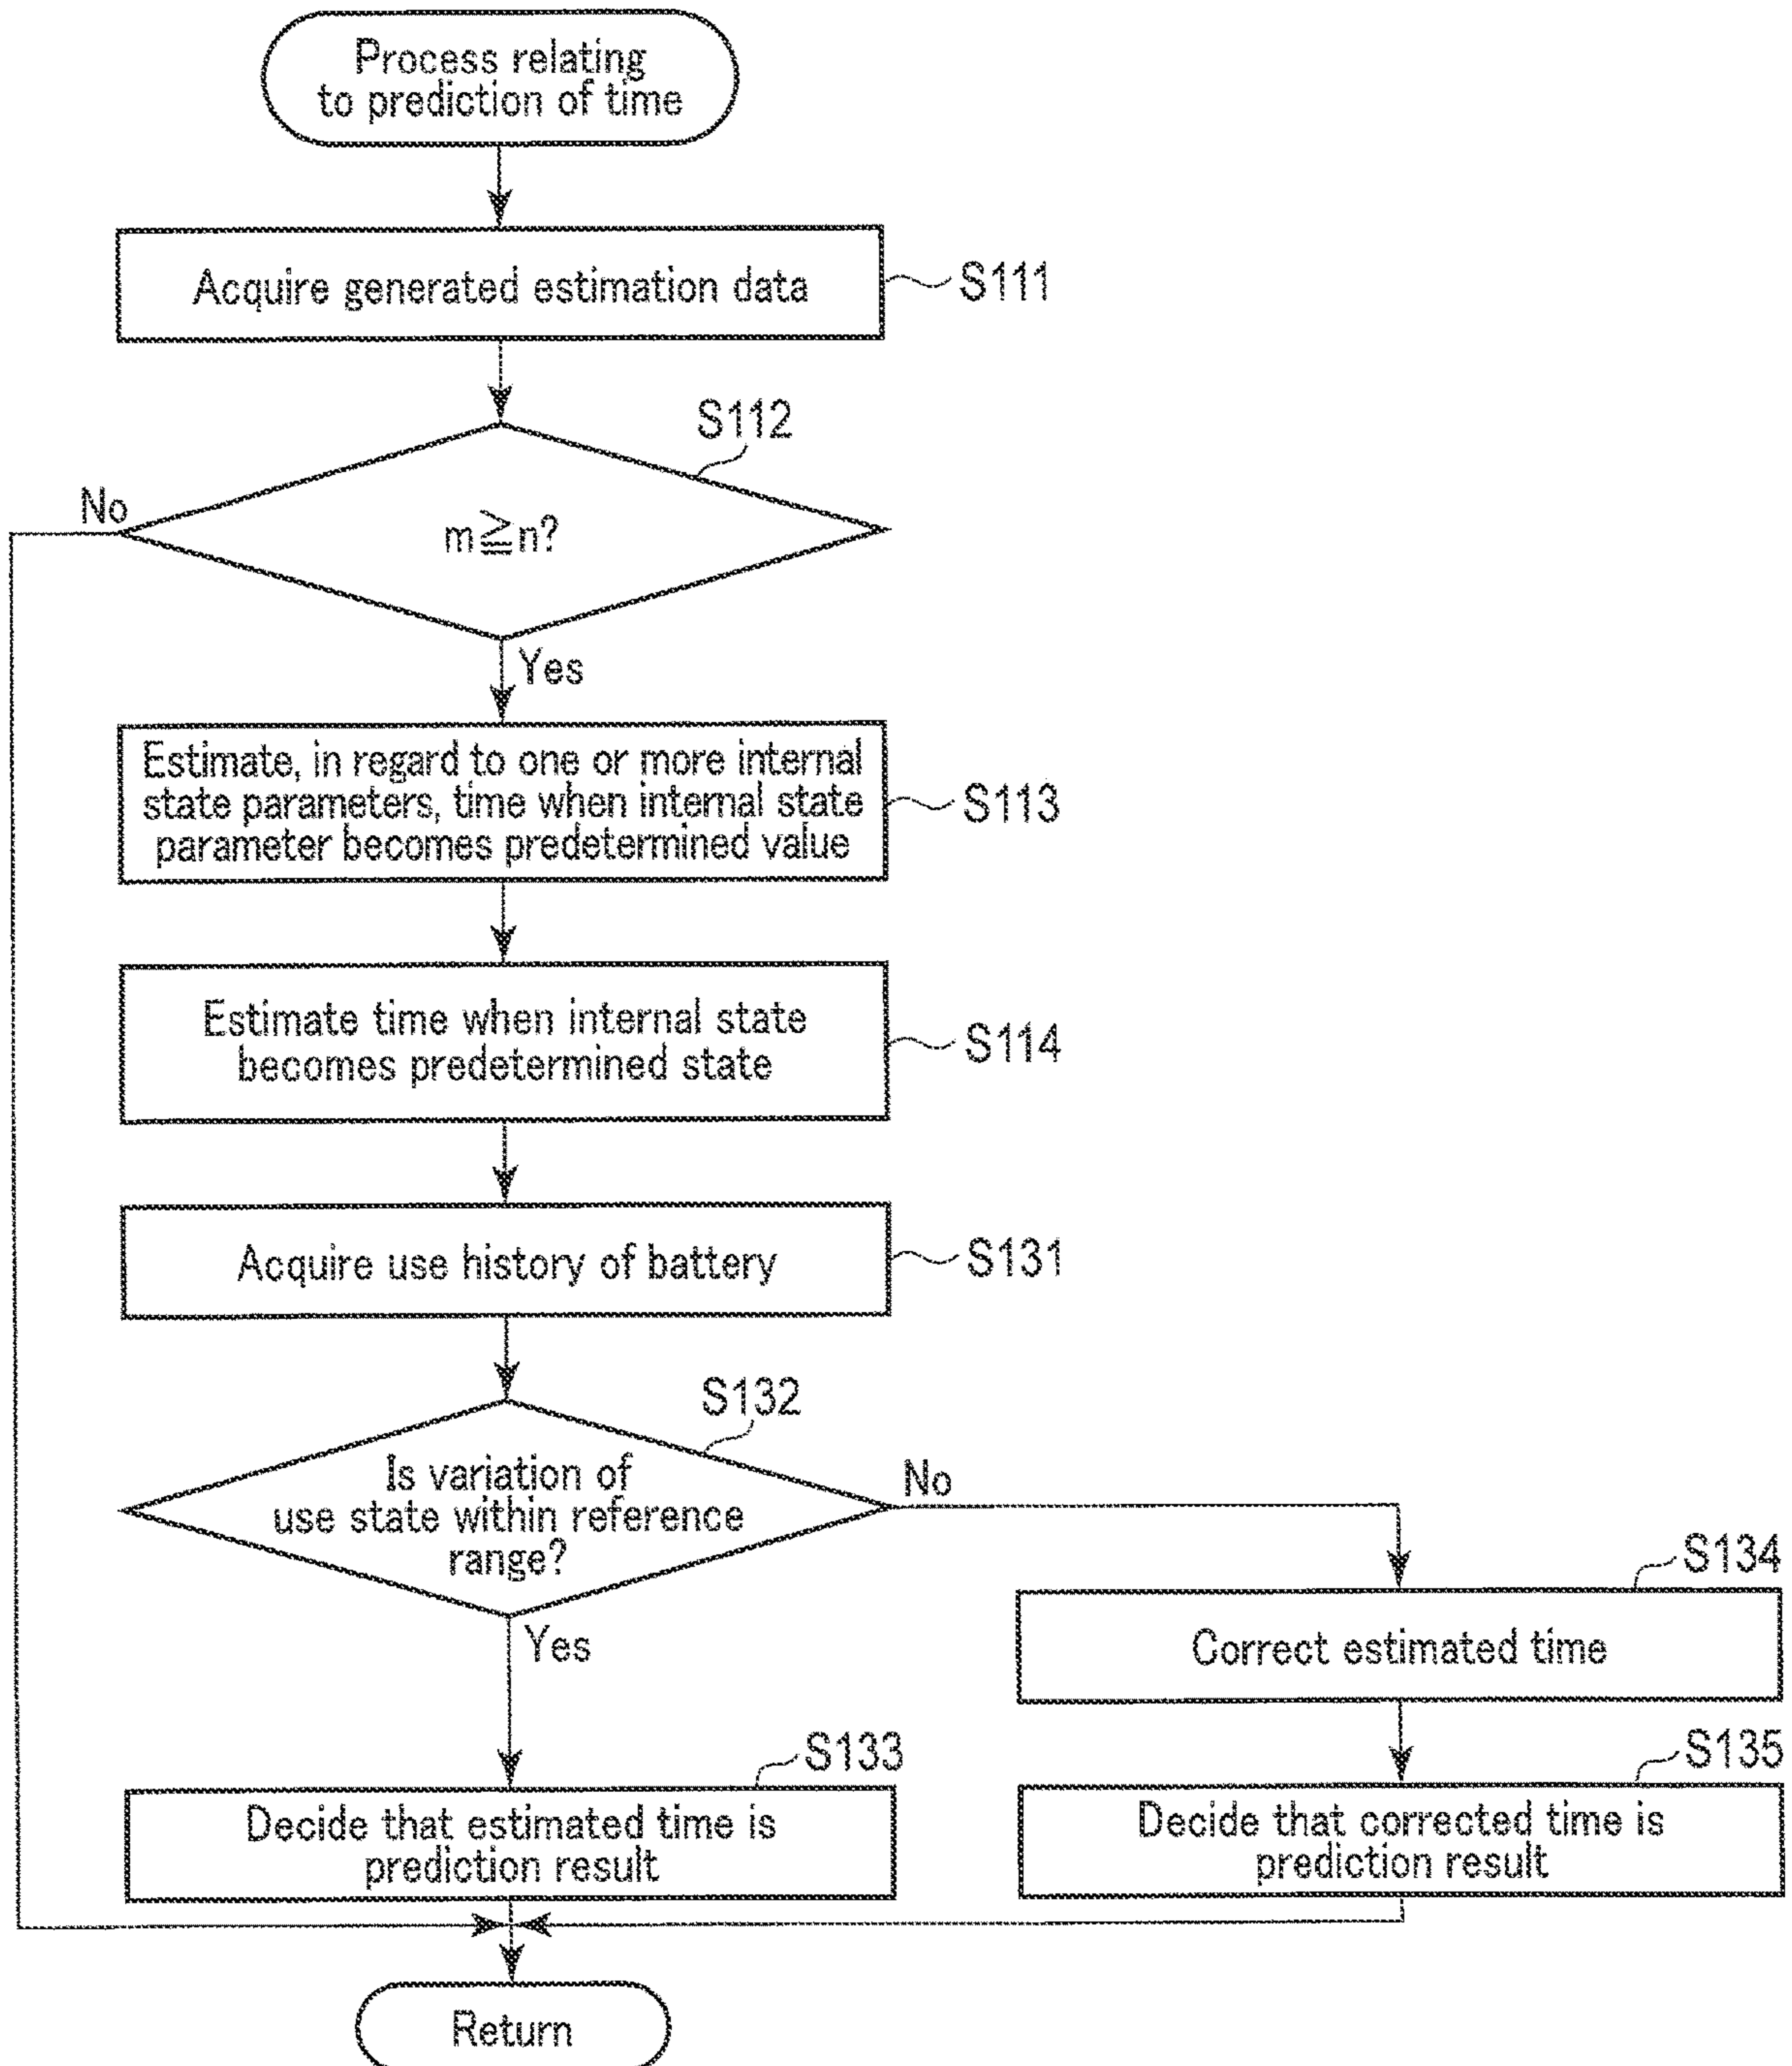 Process relating
to prediction of time
Acquire generated estimation data
S111
S112
No
m≧n?
Yes
Estimate, in regard to one or more internal
state parameters, time when internal state
parameter becomes predetermined value
S113
Estimate time when internal state
becomes predetermined state
S114
Acquire use history of battery
S131
S132
Is variation of
use state within reference
range?
No
Yes
S134
Correct estimated time
S133
Decide that estimated time is
prediction result
S135
Decide that corrected time is
prediction result
Return